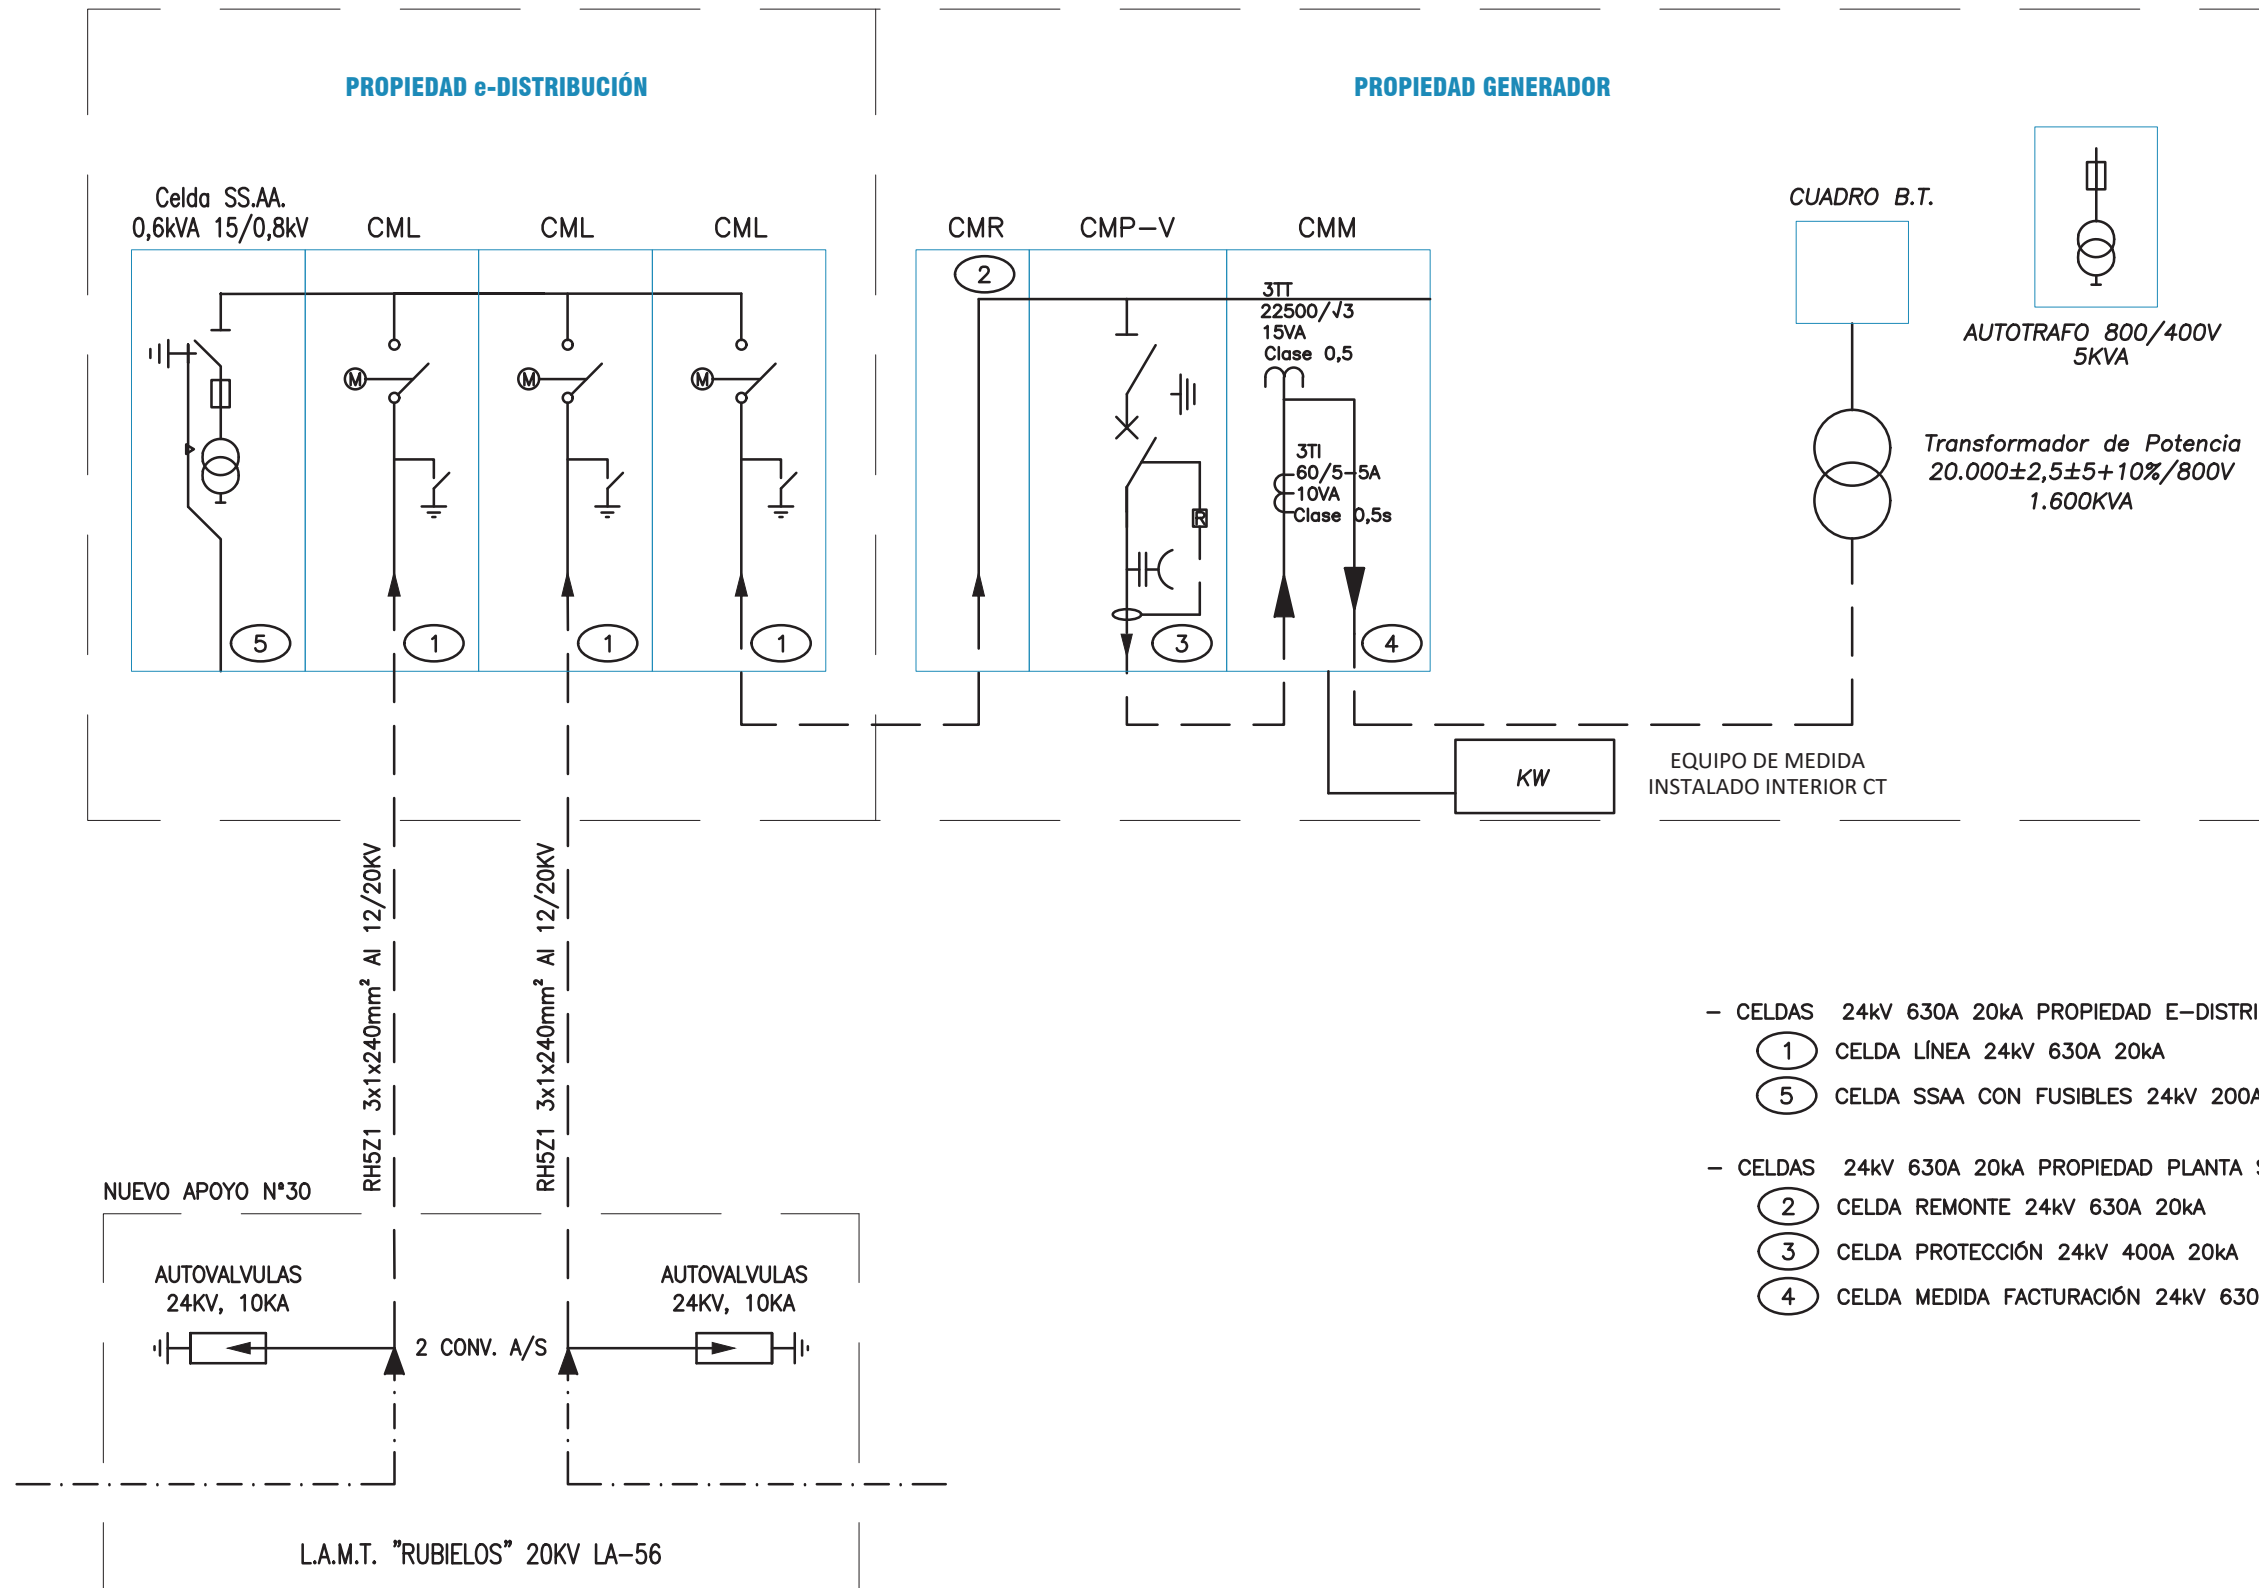 PROPIEDAD e-DISTRIBUCIÓN
PROPIEDAD GENERADOR
Celda SS.AA.
0,6kVA 15/0,8kV
CML
CML
CML
CMR
CMP-V
CMM
CUADRO B.T.
2
3TT
22500/√3
15VA
Clase 0,5
AUTOTRAFO 800/400V
5KVA
M
M
M
3TI
60/5-5A
10VA
Clase 0,5s
R
Transformador de Potencia
20.000±2,5±5+10%/800V
1.600KVA
5
1
1
1
3
4
KW
EQUIPO DE MEDIDA
INSTALADO INTERIOR CT
RH5Z1 3x1x240mm² Al 12/20KV
RH5Z1 3x1x240mm² Al 12/20KV
- CELDAS 24kV 630A 20kA PROPIEDAD E-DISTRI
1 CELDA LÍNEA 24kV 630A 20kA
5 CELDA SSAA CON FUSIBLES 24kV 200A
- CELDAS 24kV 630A 20kA PROPIEDAD PLANTA S
2 CELDA REMONTE 24kV 630A 20kA
3 CELDA PROTECCIÓN 24kV 400A 20kA
4 CELDA MEDIDA FACTURACIÓN 24kV 630
NUEVO APOYO Nº30
AUTOVALVULAS
24KV, 10KA
AUTOVALVULAS
24KV, 10KA
2 CONV. A/S
L.A.M.T. "RUBIELOS" 20KV LA-56